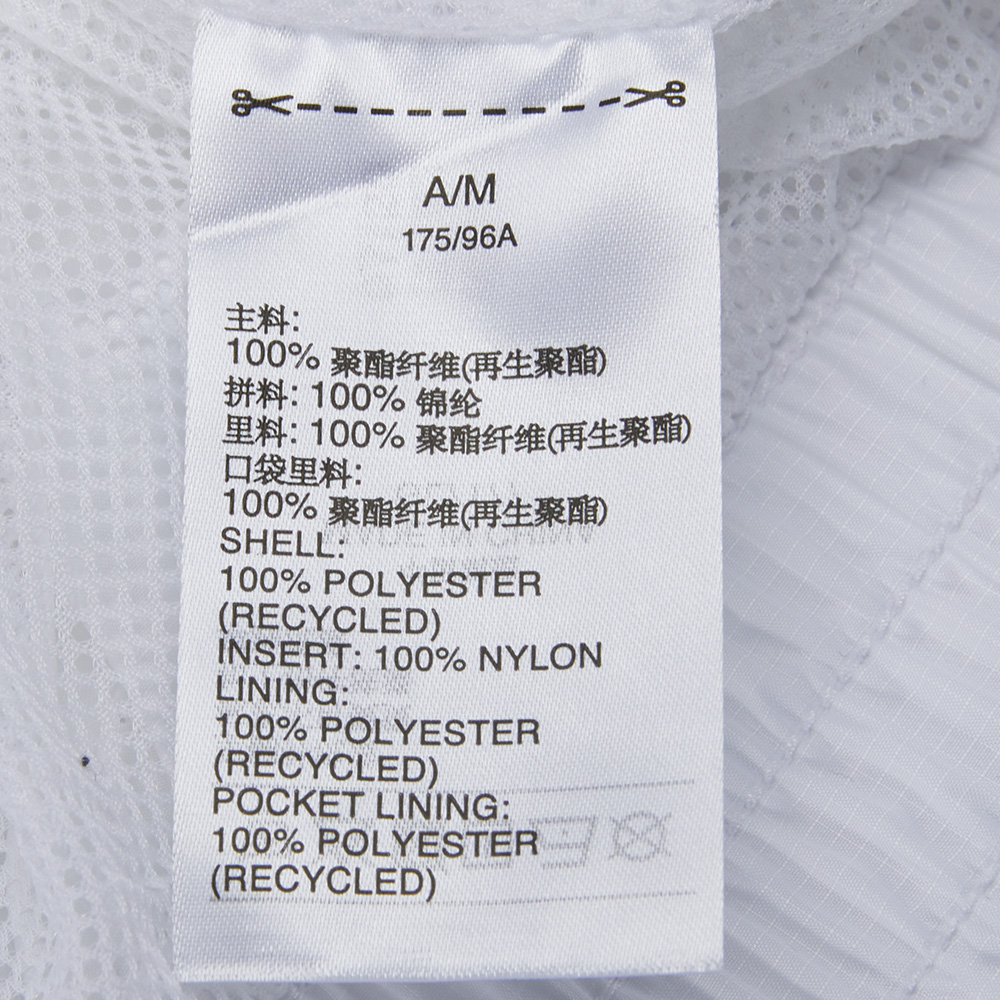 A/M
175/96A
主料:
100% 聚酯纤维(再生聚酯)
拼料: 100% 锦纶
里料: 100% 聚酯纤维(再生聚酯)
口袋里料:
100% 聚酯纤维(再生聚酯)
SHELL:
100% POLYESTER
(RECYCLED)
INSERT: 100% NYLON
LINING:
100% POLYESTER
(RECYCLED)
POCKET LINING:
100% POLYESTER
(RECYCLED)